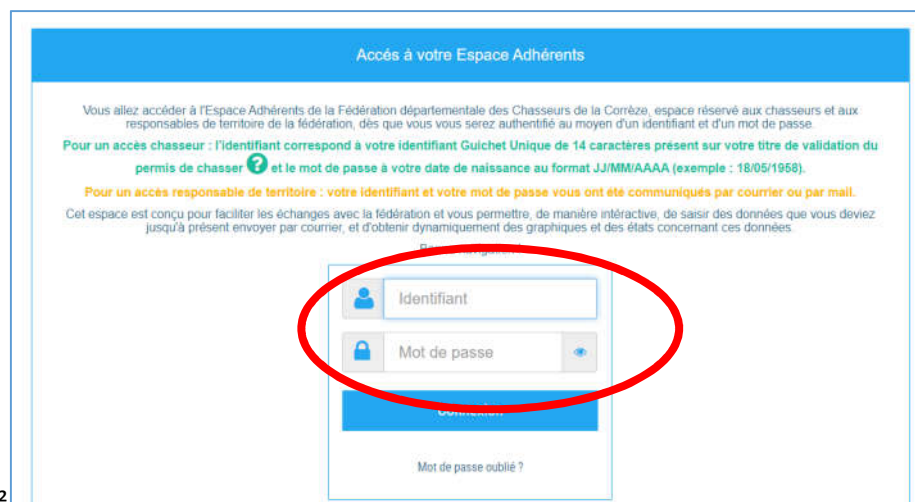 Accés à votre Espace Adhérents
Vous allez accéder à l'Espace Adhérents de la Fédération départementale des Chasseurs de la Corrèze, espace réservé aux chasseurs et aux
responsables de territoire de la fédération, dès que vous vous serez authentifié au moyen d'un identifiant et d'un mot de passe.
Pour un accès chasseur : l'identifiant correspond à votre identifiant Guichet Unique de 14 caractères présent sur votre titre de validation du
permis de chasser ? et le mot de passe à votre date de naissance au format JJ/MM/AAAA (exemple : 18/05/1958).
Pour un accès responsable de territoire : votre identifiant et votre mot de passe vous ont été communiqués par courrier ou par mail.
Cet espace est conçu pour faciliter les échanges avec la fédération et vous permettre, de manière intéractive, de saisir des données que vous deviez
jusqu'à présent envoyer par courrier, et d'obtenir dynamiquement des graphiques et des états concernant ces données.
Identifiant
Mot de passe
Connexion
Mot de passe oublié ?
2